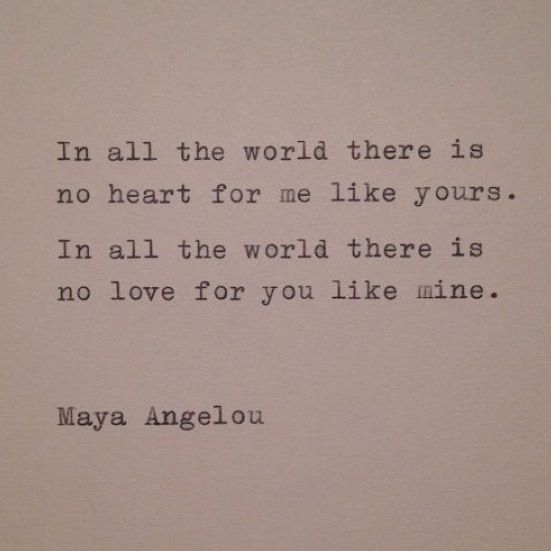 In all the world there is
no heart for me like yours.
In all the world there is
no love for you like mine.
Maya Angelou